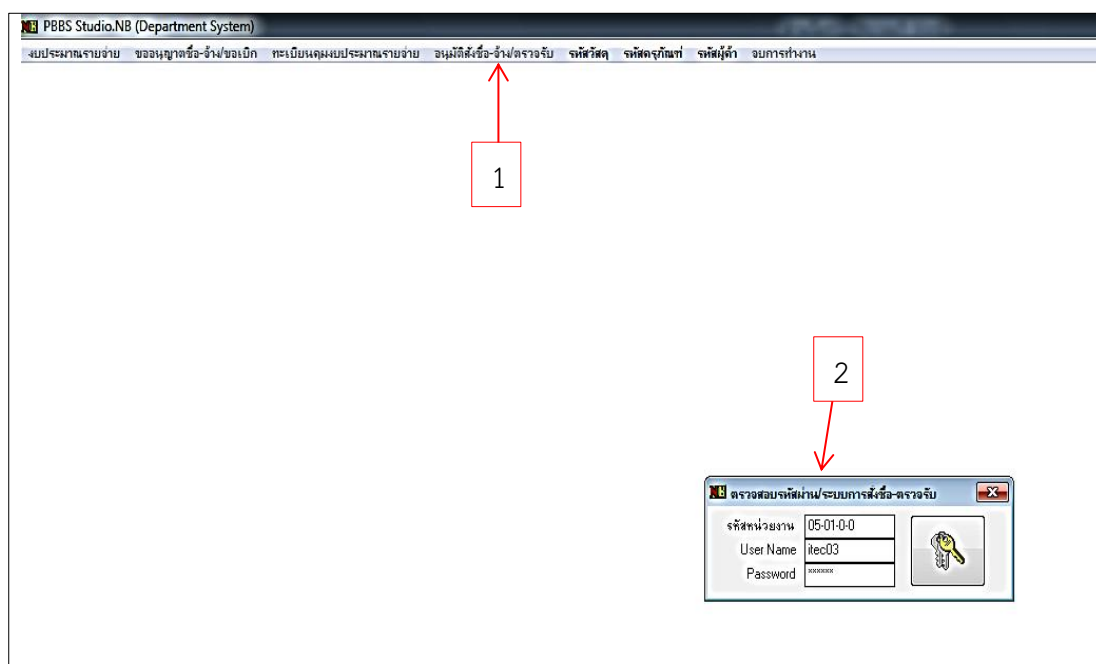 PBBS Studio.NB (Department System)
งบประมาณรายจ่าย ขออนุญาตซื้อ-จ้าง/ขอเบิก ทะเบียนคุมงบประมาณรายจ่าย อนุมัติสั่งซื้อ-จ้าง/ตรวจรับ รหัสวัสดุ รหัสครุภัณฑ์ รหัสผู้ค้า จบการทำงาน
1
2
NB ตรวจสอบรหัสผ่าน/ระบบการสั่งซื้อ-ตรวจรับ
รหัสหน่วยงาน 05-01-0-0
User Name itec03
Password ××××××